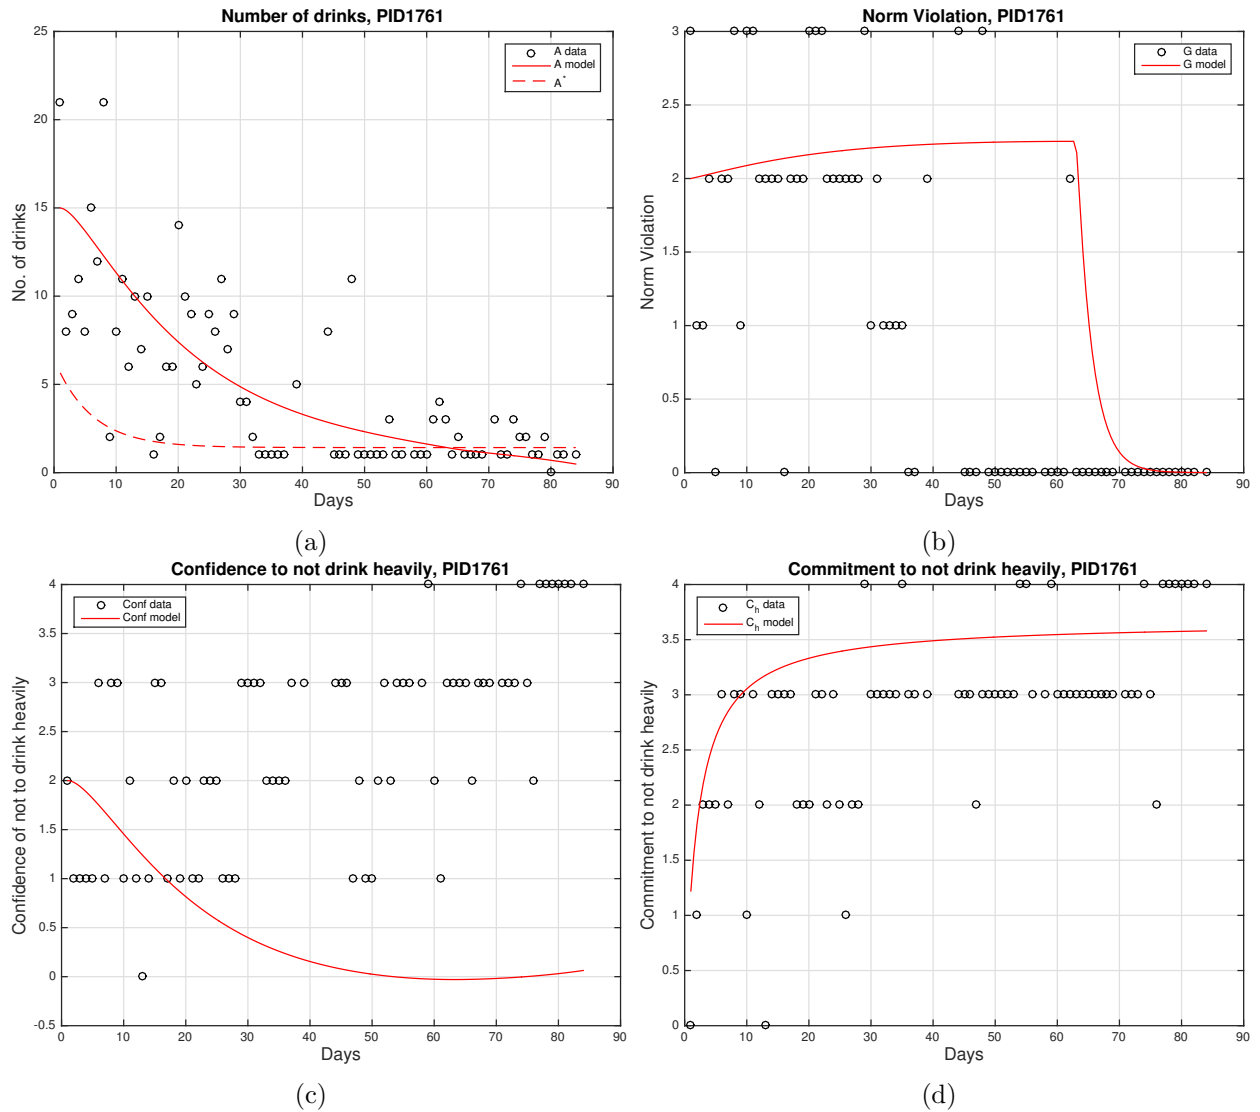 Number of drinks, PID1761
No. of drinks
25
20
15
10
5
0
A data
A model
A*
0 10 20 30 40 50 60 70 80 90
Days
(a)
Norm Violation, PID1761
Norm Violation
3
2.5
2
1.5
1
0.5
0
G data
G model
0 10 20 30 40 50 60 70 80 90
Days
(b)
Confidence to not drink heavily, PID1761
Confidence of not to drink heavily
4
3.5
3
2.5
2
1.5
1
0.5
0
-0.5
Conf data
Conf model
0 10 20 30 40 50 60 70 80 90
Days
(c)
Commitment to not drink heavily, PID1761
Commitment to not drink heavily
4
3.5
3
2.5
2
1.5
1
0.5
0
C_h data
C_h model
0 10 20 30 40 50 60 70 80 90
Days
(d)